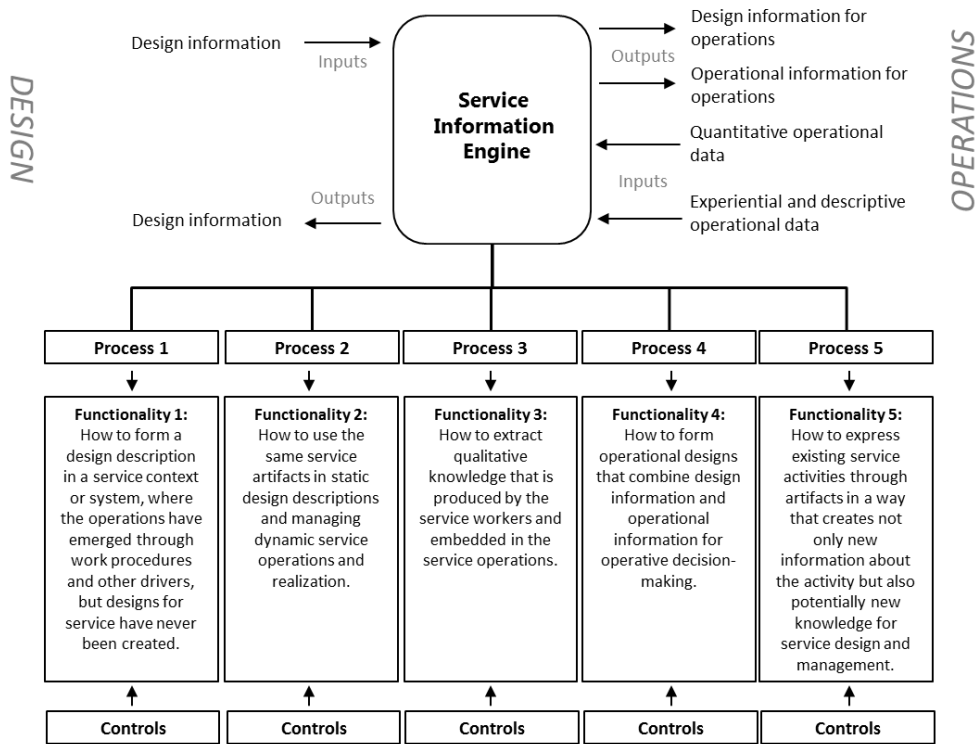 DESIGN
Design information
Inputs
Service
Information
Engine
Outputs
Design information
Design information for
operations
Outputs
Operational information for
operations
Quantitative operational
data
Inputs
Experiential and descriptive
operational data
OPERATIONS
Process 1
Process 2
Process 3
Process 4
Process 5
Functionality 1:
How to form a
design description
in a service context
or system, where
the operations have
emerged through
work procedures
and other drivers,
but designs for
service have never
been created.
Functionality 2:
How to use the
same service
artifacts in static
design descriptions
and managing
dynamic service
operations and
realization.
Functionality 3:
How to extract
qualitative
knowledge that is
produced by the
service workers and
embedded in the
service operations.
Functionality 4:
How to form
operational designs
that combine design
information and
operational
information for
operative decision-
making.
Functionality 5:
How to express
existing service
activities through
artifacts in a way
that creates not
only new
information about
the activity but also
potentially new
knowledge for
service design and
management.
Controls
Controls
Controls
Controls
Controls